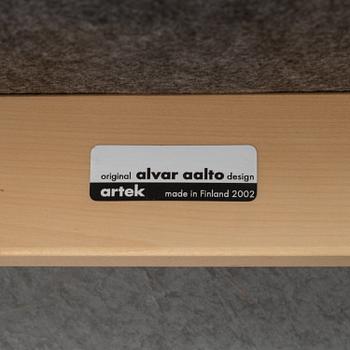 original alvar aalto design
artek made in Finland 2002